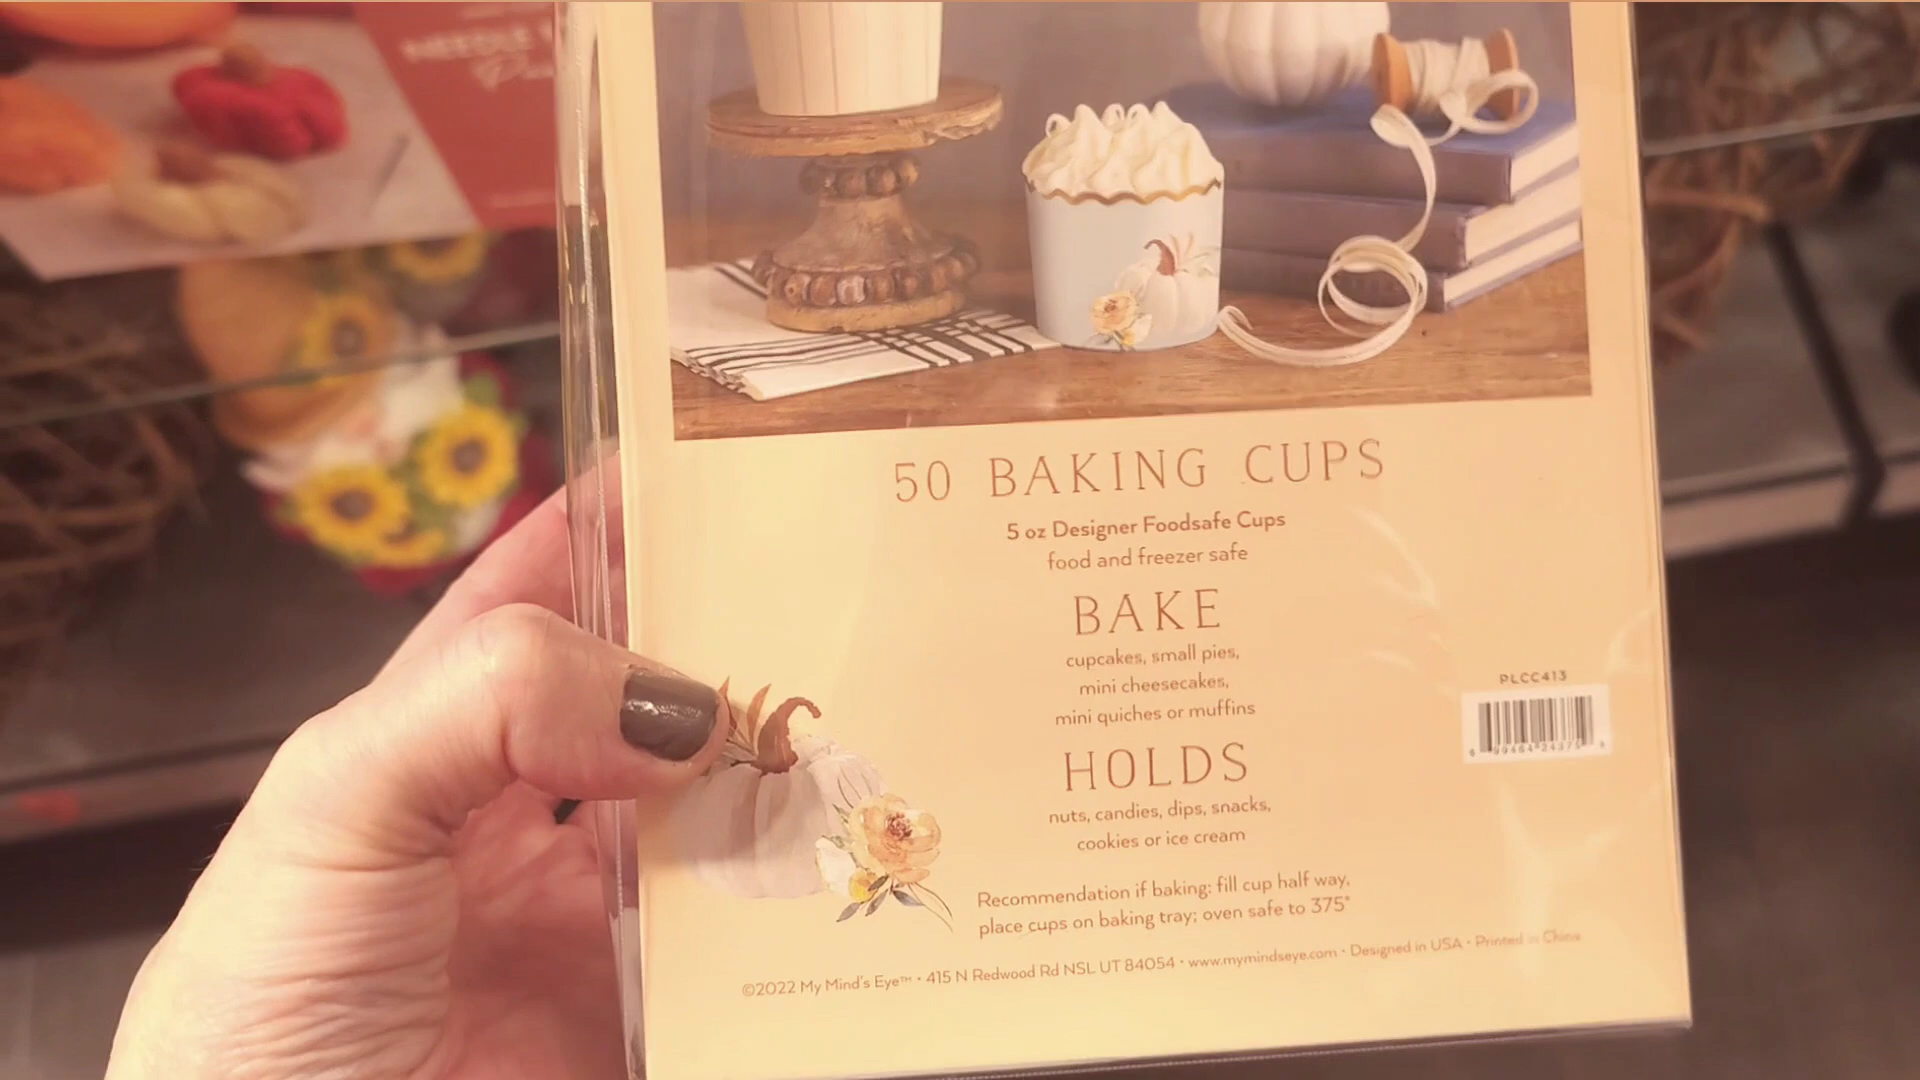 NEEDLE
50 BAKING CUPS
5 oz Designer Foodsafe Cups
food and freezer safe
BAKE
cupcakes, small pies,
mini cheesecakes,
mini quiches or muffins
PLCC413
HOLDS
nuts, candies, dips, snacks,
cookies or ice cream
Recommendation if baking: fill cup half way,
place cups on baking tray; oven safe to 375°
©2022 My Mind's Eye™ • 415 N Redwood Rd NSL UT 84054 • www.mymindseye.com • Designed in USA • Printed in China